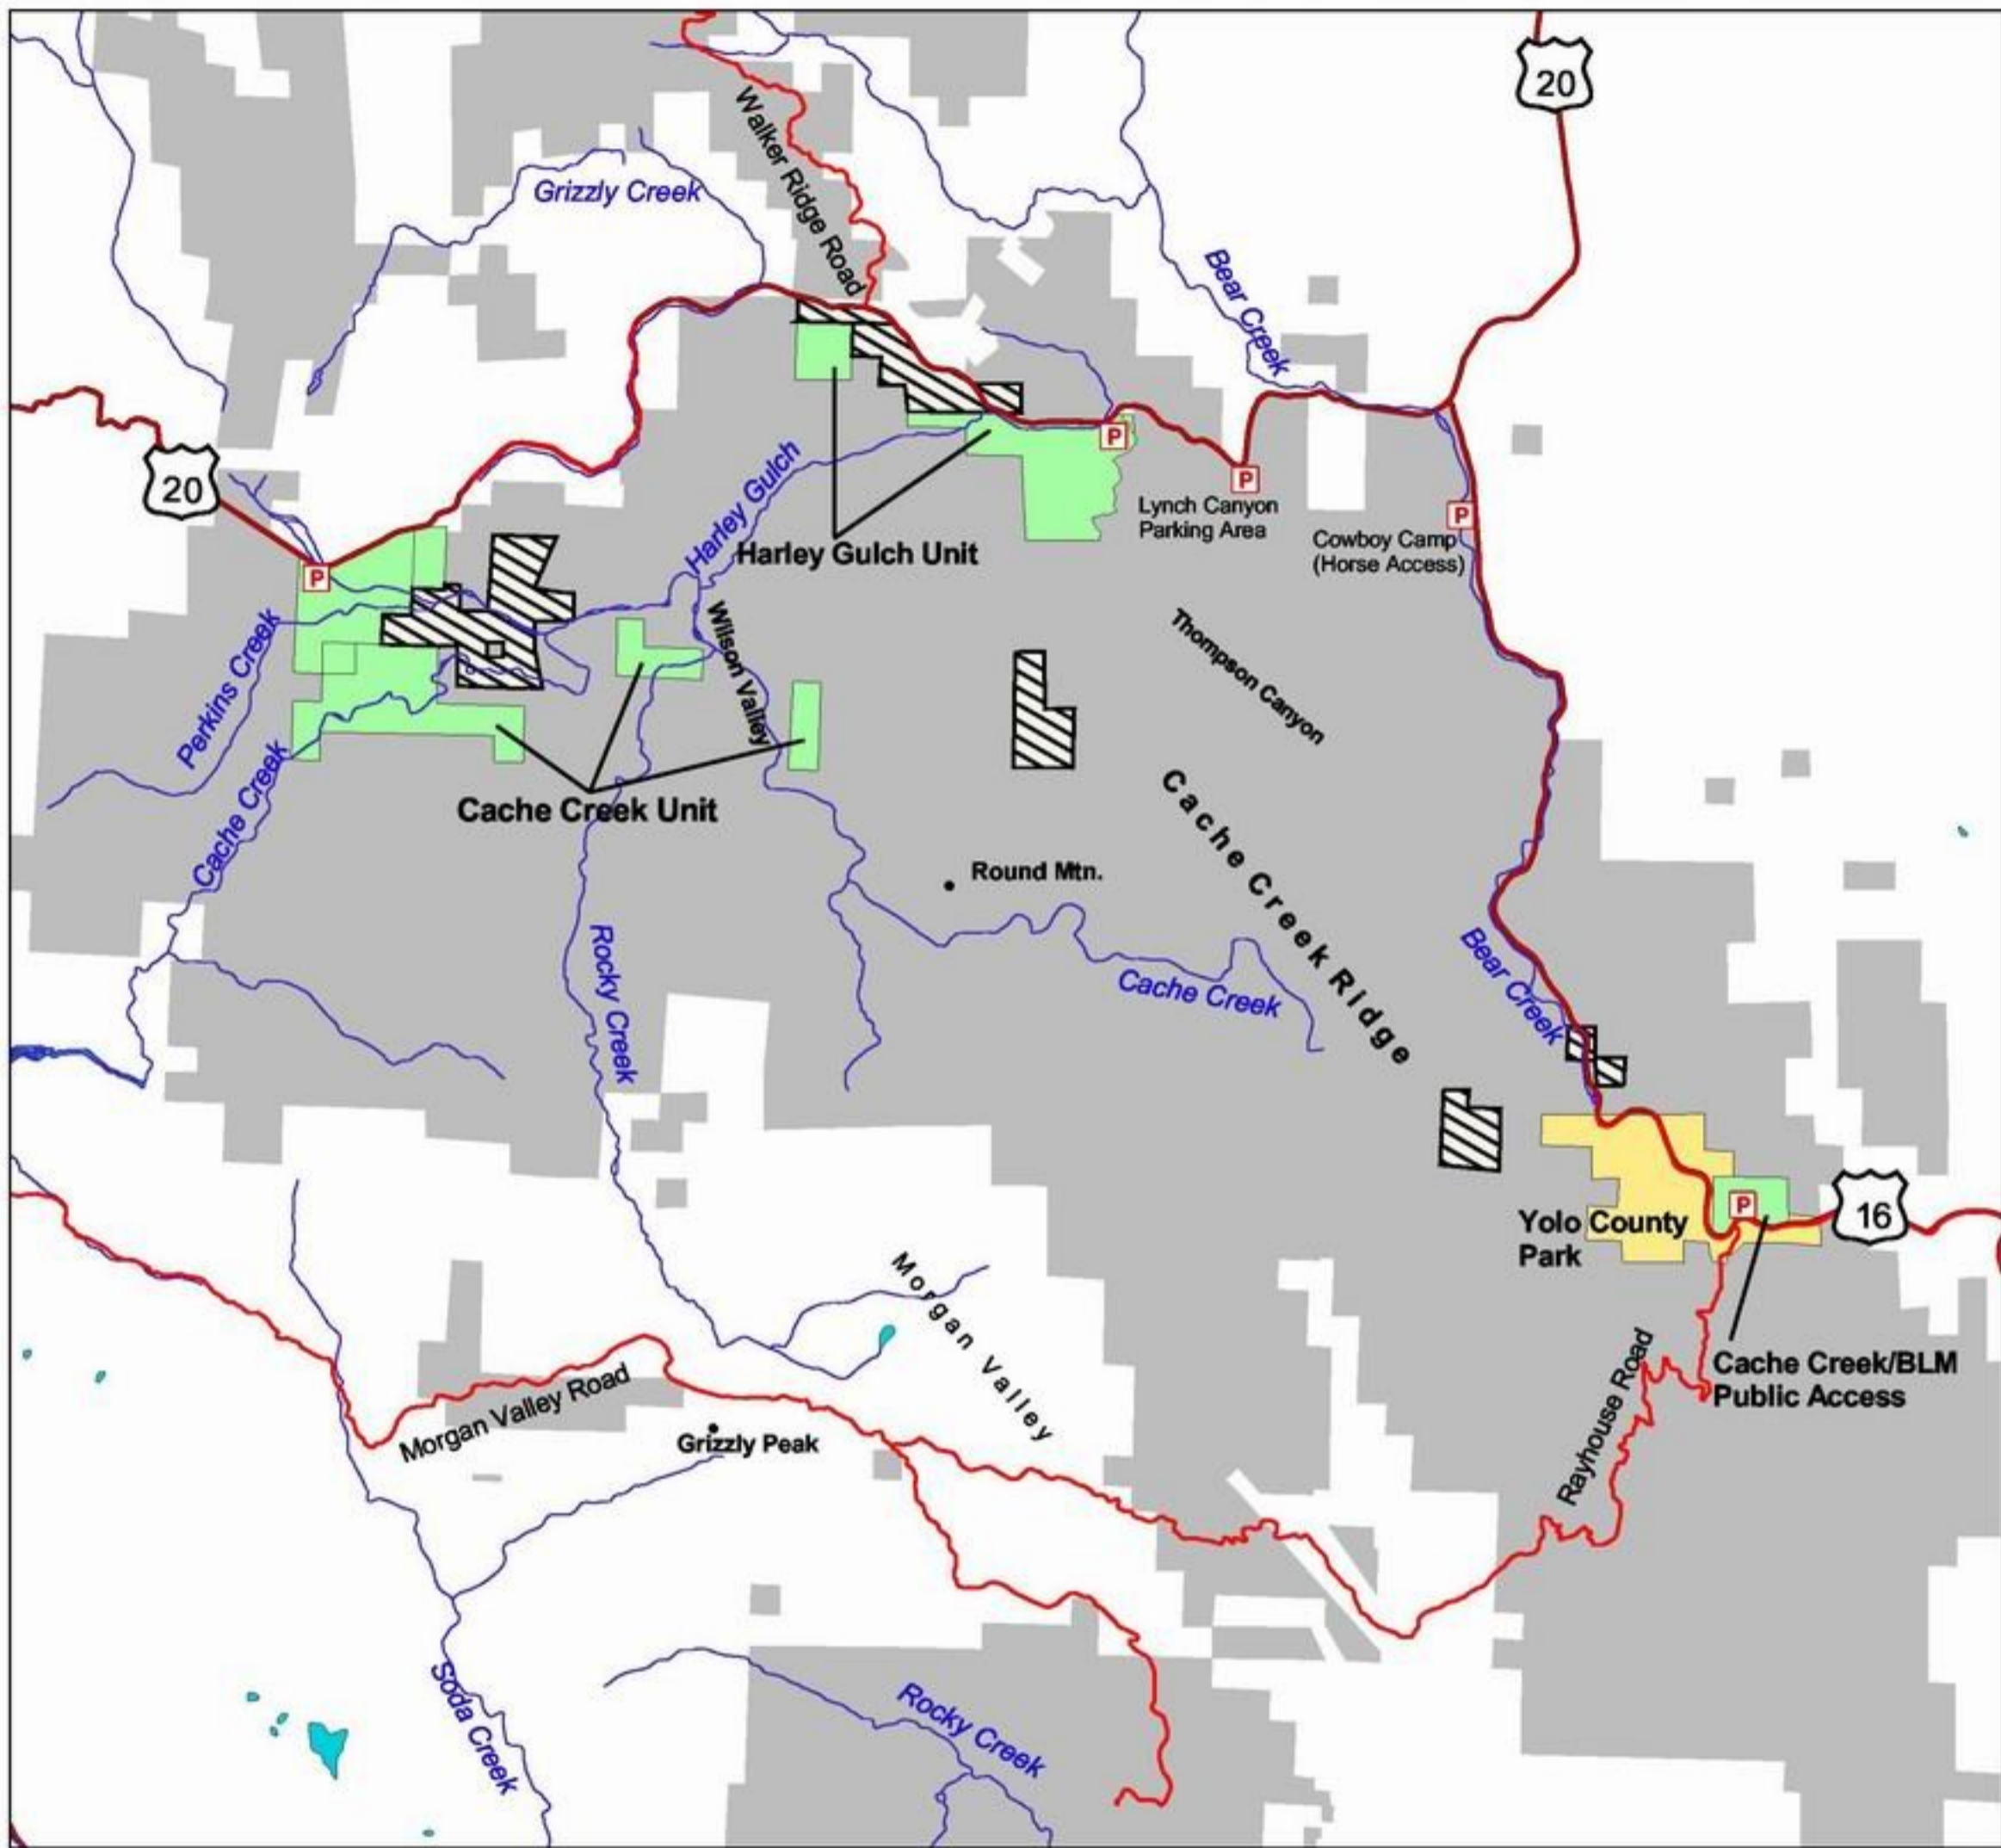 20
Walker Ridge Road
Grizzly Creek
Bear Creek
20
P
P
Lynch Canyon
Parking Area
P
Cowboy Camp
(Horse Access)
Harley Gulch
Harley Gulch Unit
P
Perkins Creek
Wilson Valley
Thompson Canyon
Cache Creek
Cache Creek Unit
Cache Creek Ridge
Round Mtn.
Rocky Creek
Cache Creek
Bear Creek
P
16
Yolo County
Park
Morgan Valley
Rayhouse Road
Cache Creek/BLM
Public Access
Morgan Valley Road
Grizzly Peak
Soda Creek
Rocky Creek